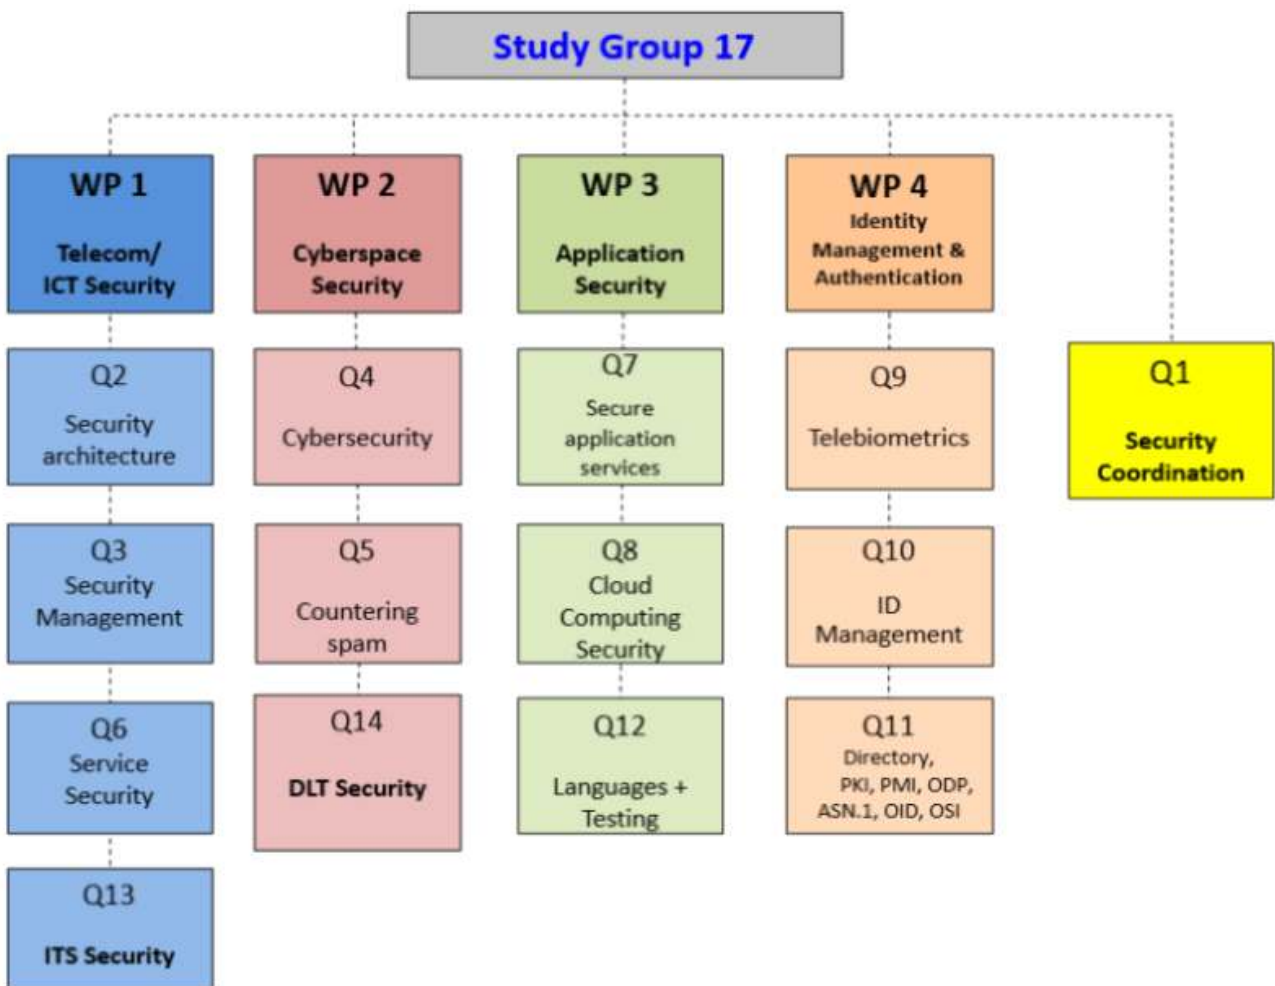 Study Group 17
WP 1
Telecom/
ICT Security
Q2
Security
architecture
Q3
Security
Management
Q6
Service
Security
Q13
ITS Security
WP 2
Cyberspace
Security
Q4
Cybersecurity
Q5
Countering
spam
Q14
DLT Security
WP 3
Application
Security
Q7
Secure
application
services
Q8
Cloud
Computing
Security
Q12
Languages +
Testing
WP 4
Identity
Management &
Authentication
Q9
Telebiometrics
Q10
ID
Management
Q11
Directory,
PKI, PMI, ODP,
ASN.1, OID, OSI
Q1
Security
Coordination